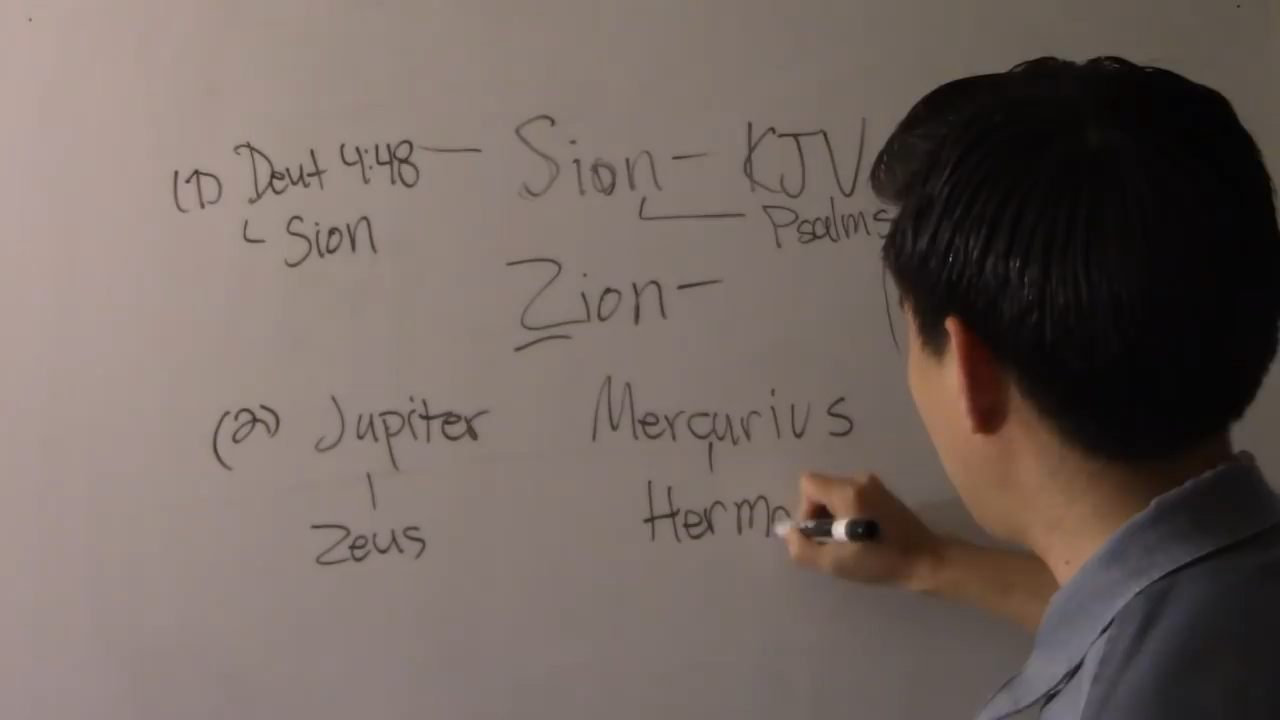 (1) Deut 4:48 — Sion — KJV
Psalms
└ Sion
Zion —
(2) Jupiter Mercurius
Zeus